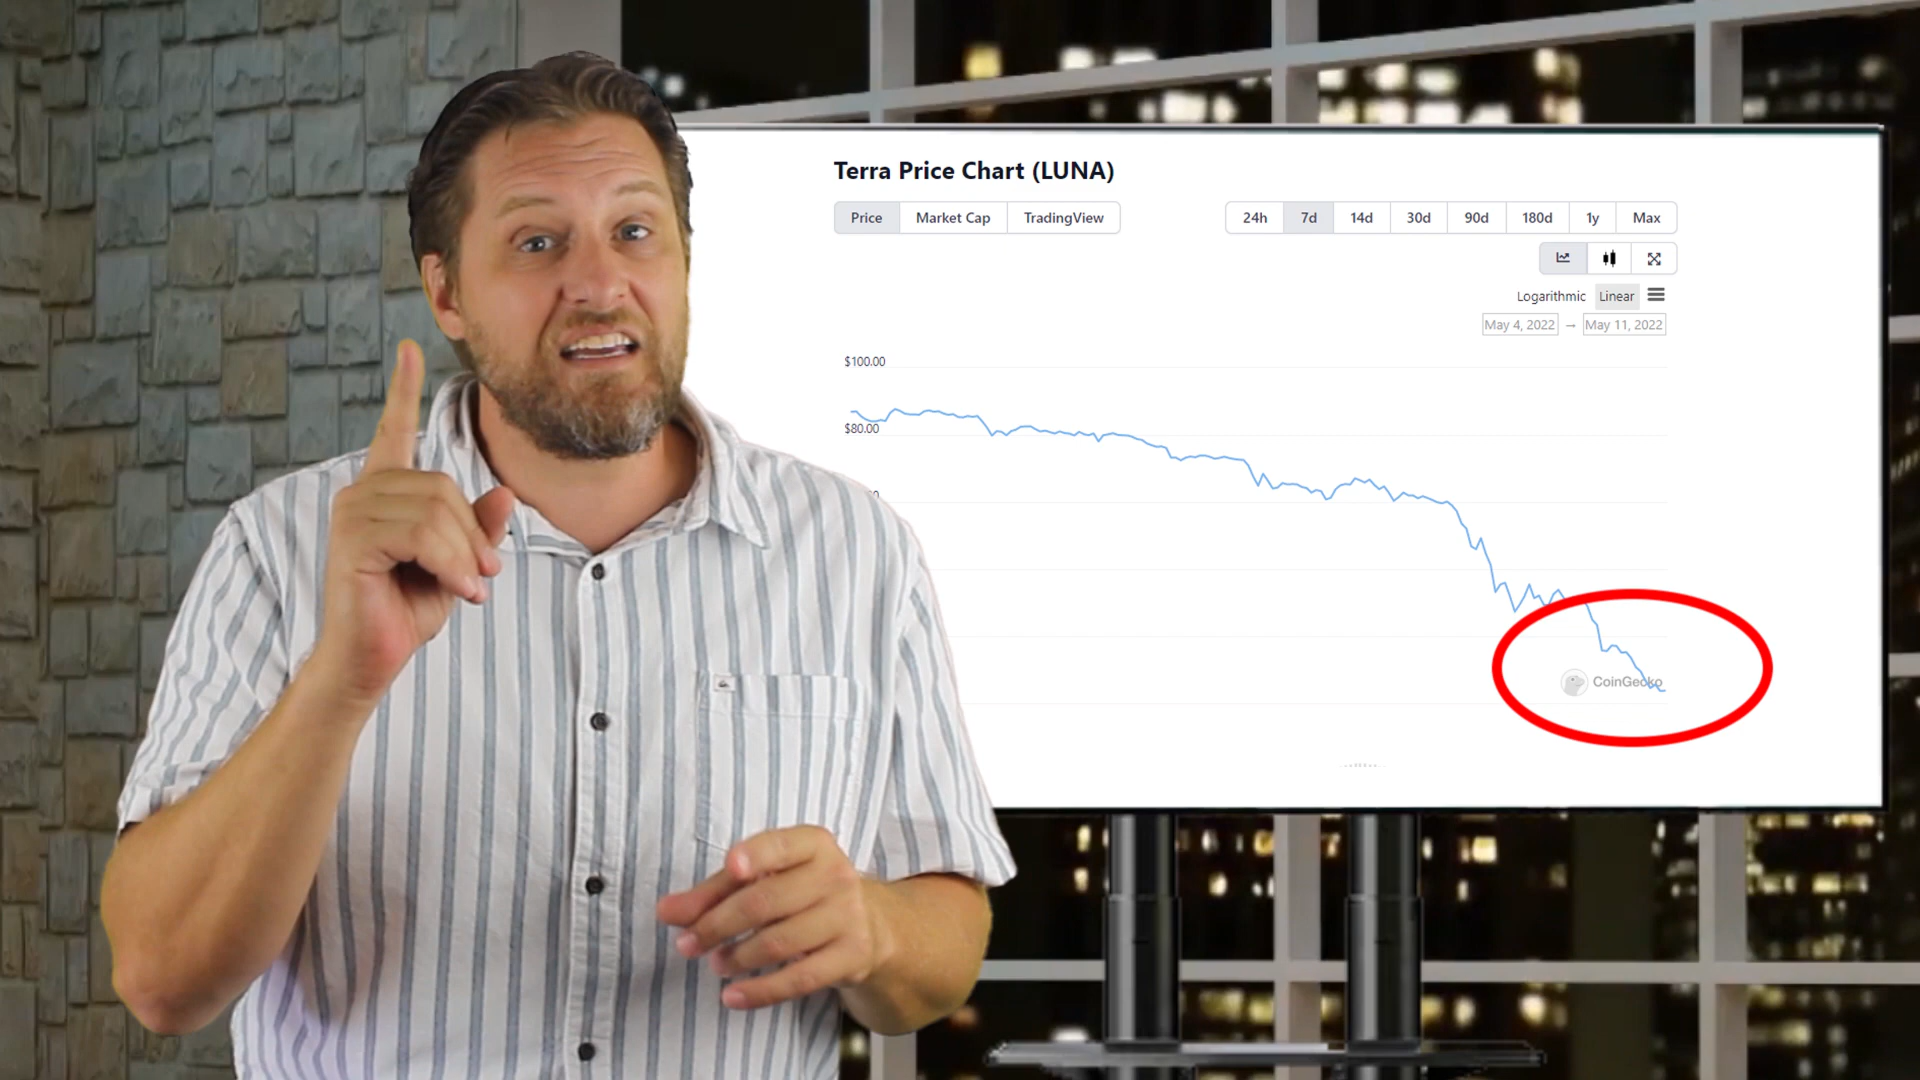 Terra Price Chart (LUNA)
Price Market Cap TradingView 24h 7d 14d 30d 90d 180d 1y Max
Logarithmic Linear
May 4, 2022 → May 11, 2022
$100.00
$80.00
0
CoinGecko